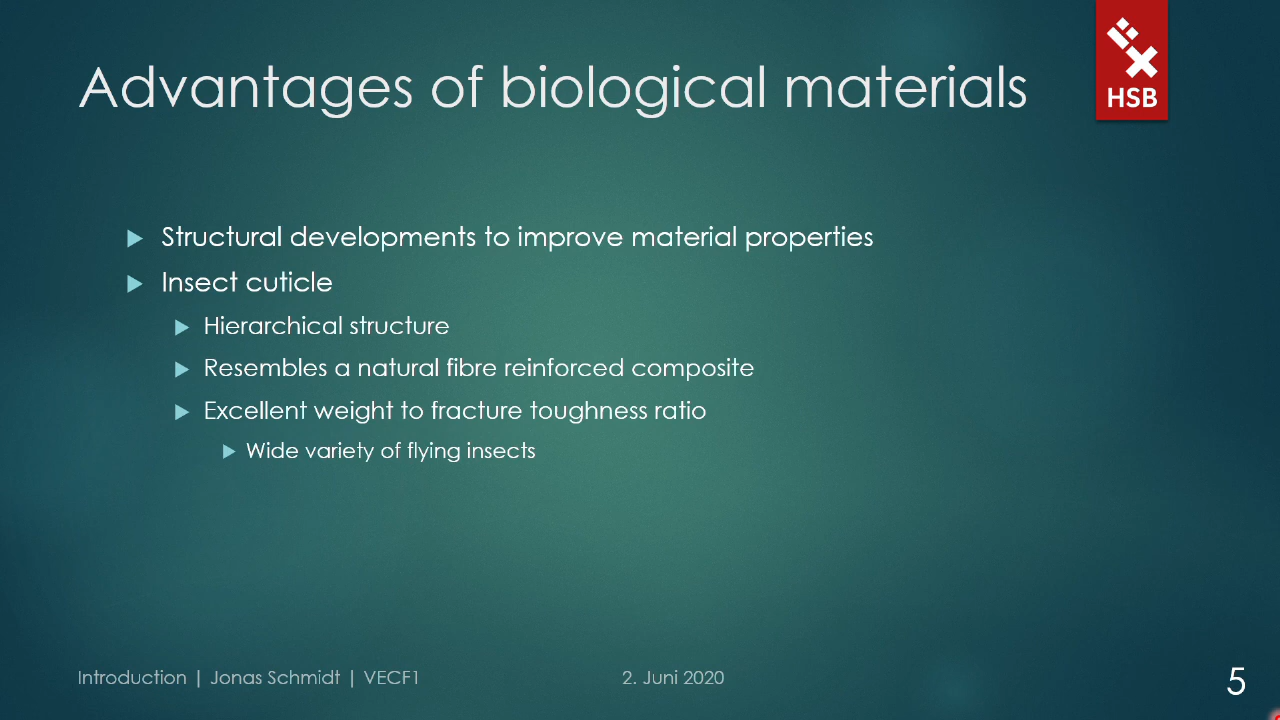 Advantages of biological materials
HSB
Structural developments to improve material properties
Insect cuticle
Hierarchical structure
Resembles a natural fibre reinforced composite
Excellent weight to fracture toughness ratio
Wide variety of flying insects
Introduction | Jonas Schmidt | VECF1
2. Juni 2020
5